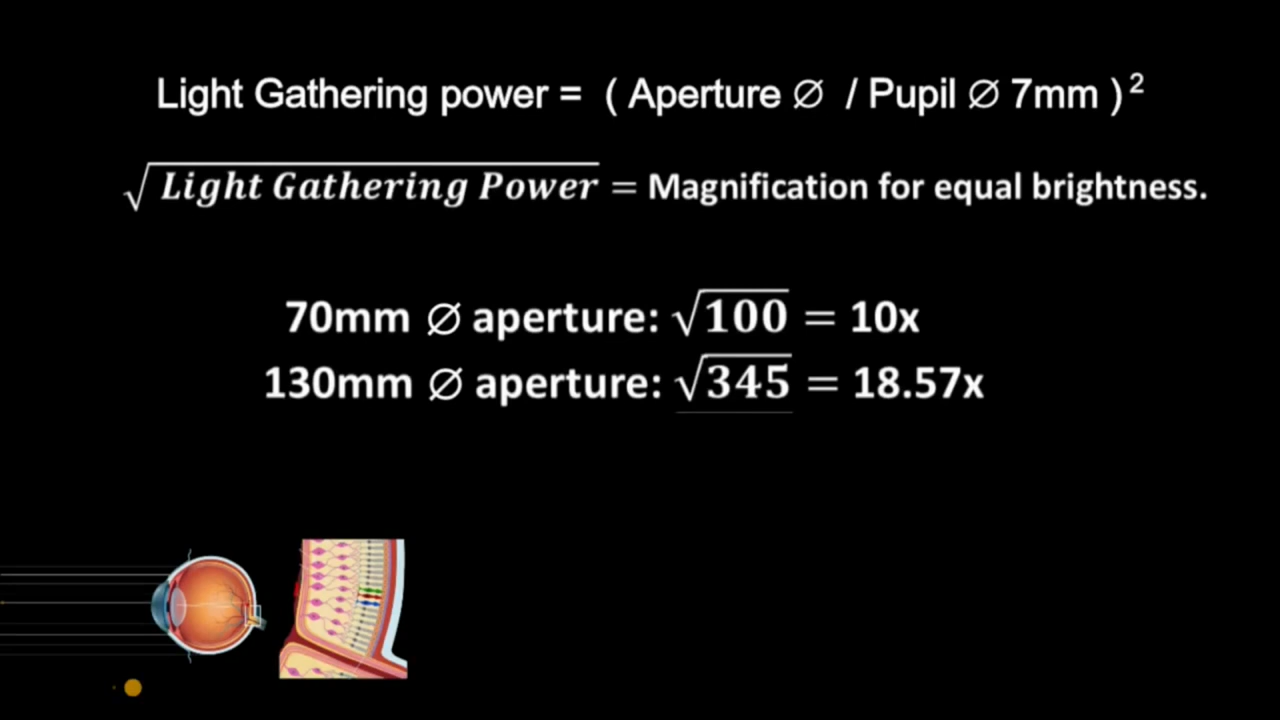 Light Gathering power = ( Aperture ∅ / Pupil ∅ 7mm )²
√Light Gathering Power = Magnification for equal brightness.
70mm ∅ aperture: √100 = 10x
130mm ∅ aperture: √345 = 18.57x